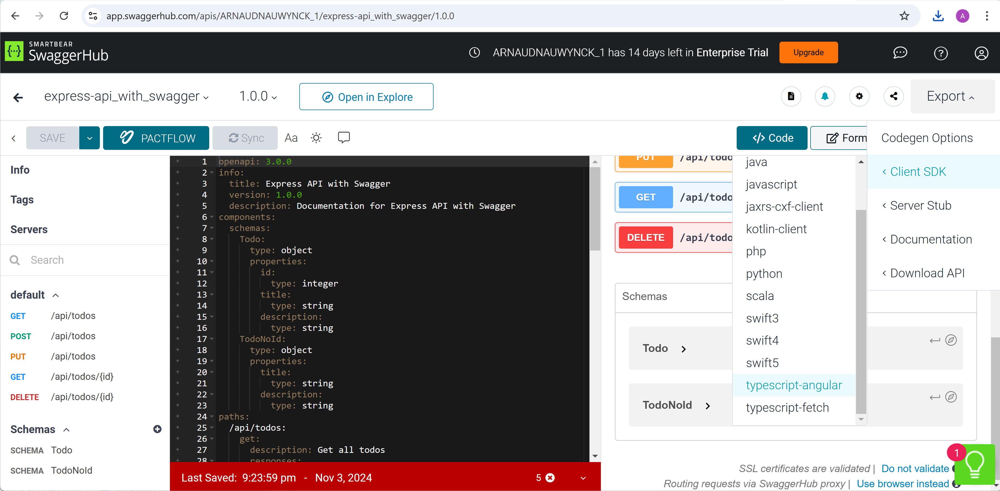 app.swaggerhub.com/apis/ARNAUDNAUWYNCK_1/express-api_with_swagger/1.0.0
A
SMARTBEAR
SwaggerHub
ARNAUDNAUWYNCK_1 has 14 days left in Enterprise Trial
Upgrade
express-api_with_swagger
1.0.0
Open in Explore
Export
SAVE
PACTFLOW
Sync
Aa
</> Code
Form
Codegen Options
Client SDK
Server Stub
Documentation
Download API
Info
Tags
Servers
Search
default
GET /api/todos
POST /api/todos
PUT /api/todos
GET /api/todos/{id}
DELETE /api/todos/{id}
Schemas
SCHEMA Todo
SCHEMA TodoNoId
1 openapi: 3.0.0
2 info:
3 title: Express API with Swagger
4 version: 1.0.0
5 description: Documentation for Express API with Swagger
6 components:
7 schemas:
8 Todo:
9 type: object
10 properties:
11 id:
12 type: integer
13 title:
14 type: string
15 description:
16 type: string
17 TodoNoId:
18 type: object
19 properties:
20 title:
21 type: string
22 description:
23 type: string
24 paths:
25 /api/todos:
26 get:
27 description: Get all todos
28 responses:
Last Saved: 9:23:59 pm - Nov 3, 2024
5
PUT /api/todo
GET /api/todo
DELETE /api/todo
java
javascript
jaxrs-cxf-client
kotlin-client
php
python
scala
swift3
swift4
swift5
typescript-angular
typescript-fetch
Schemas
Todo
TodoNoId
1
SSL certificates are validated | Do not validate
Routing requests via SwaggerHub proxy | Use browser instead